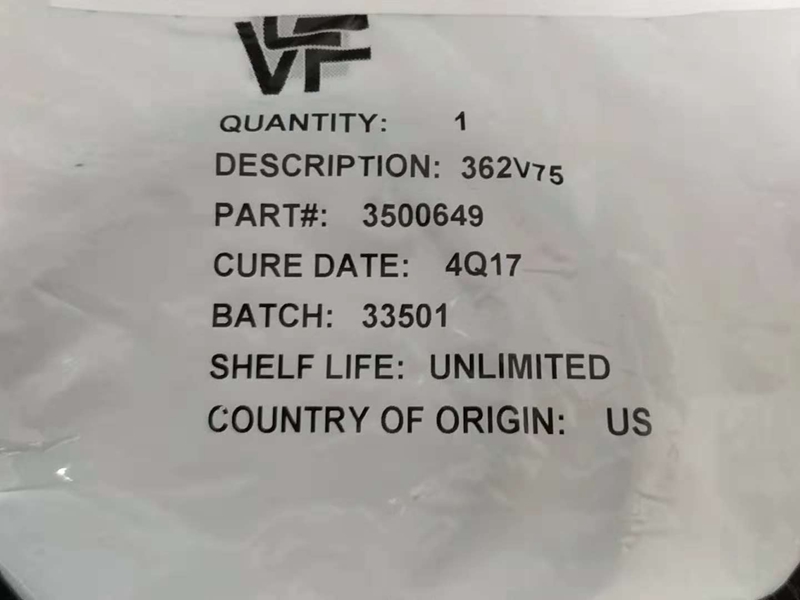 VF
QUANTITY: 1
DESCRIPTION: 362V75
PART#: 3500649
CURE DATE: 4Q17
BATCH: 33501
SHELF LIFE: UNLIMITED
COUNTRY OF ORIGIN: US